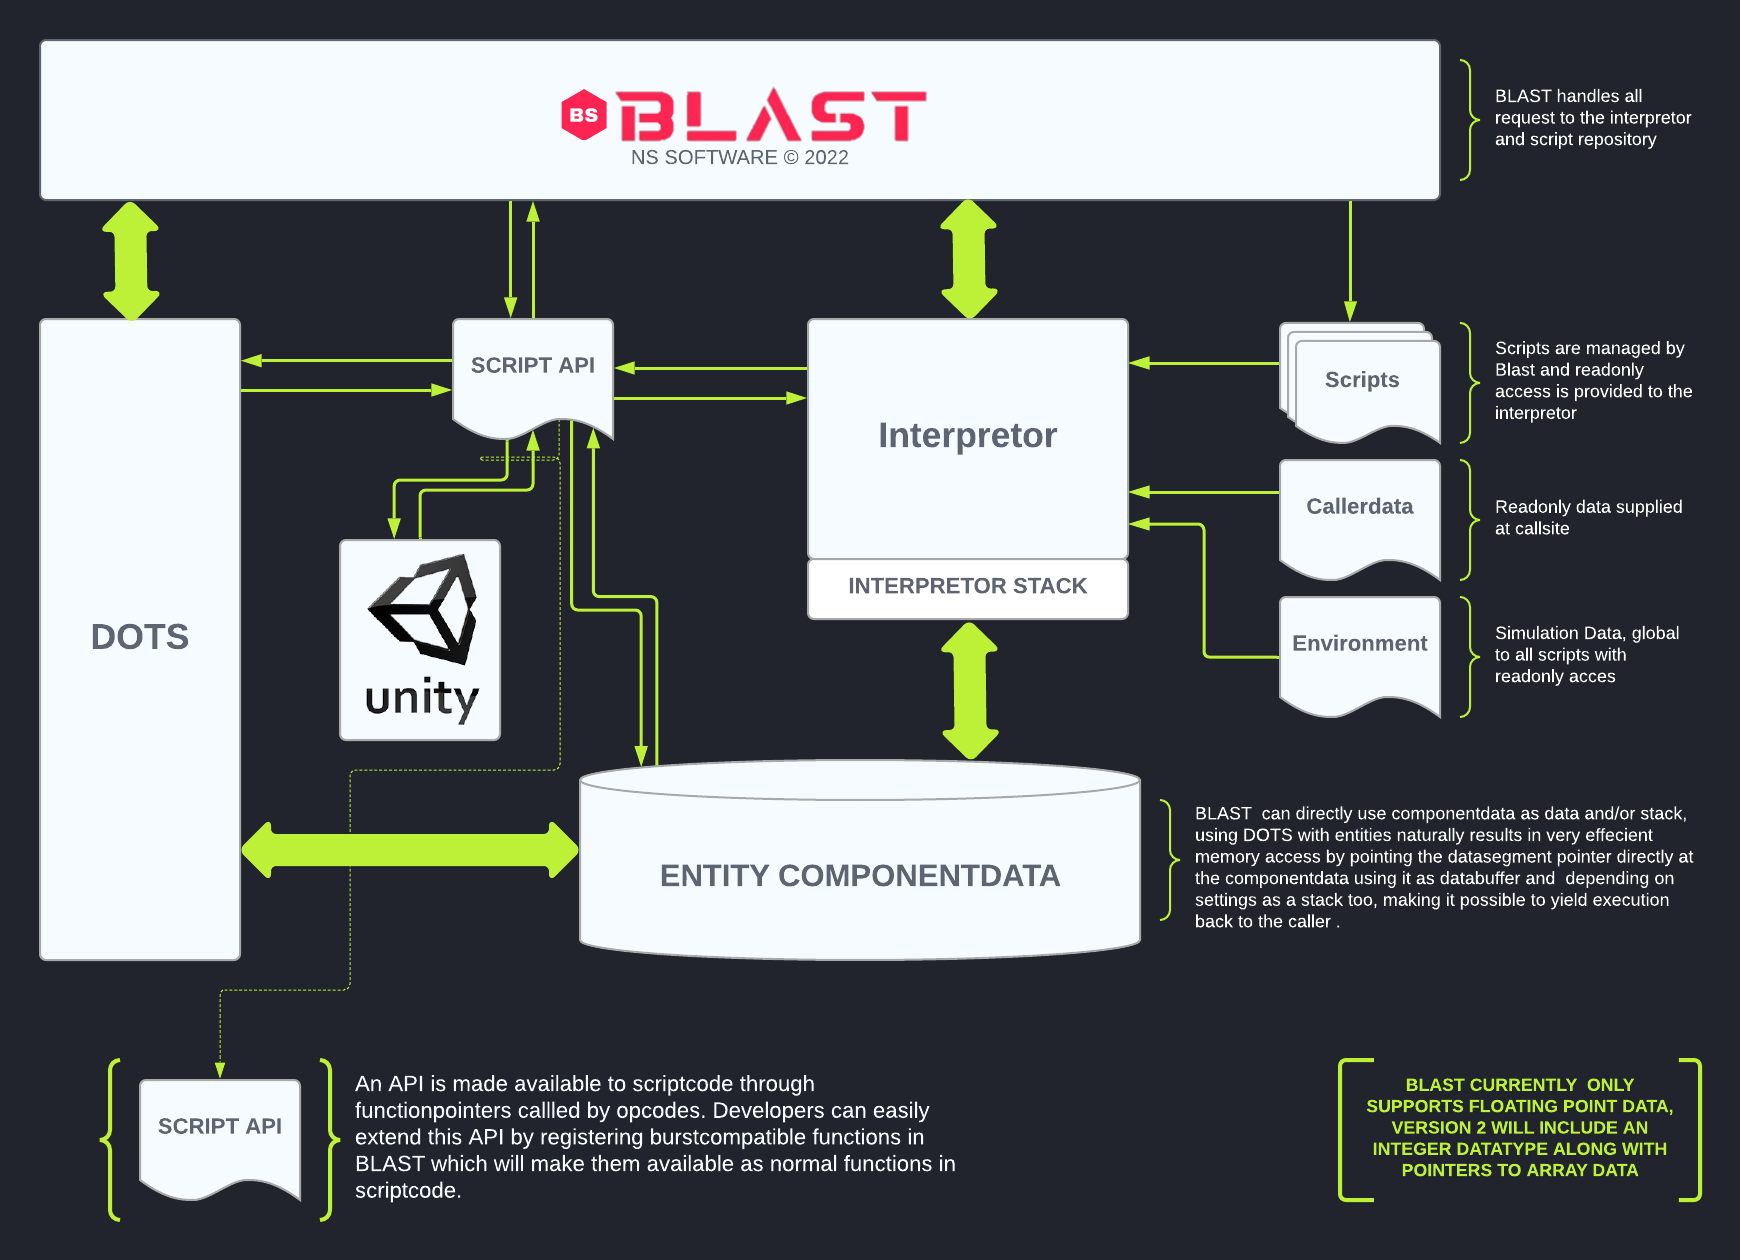 BS BLAST
NS SOFTWARE © 2022
BLAST handles all
request to the interpretor
and script repository
SCRIPT API
Interpretor
INTERPRETOR STACK
Scripts
Scripts are managed by
Blast and readonly
access is provided to the
interpretor
Callerdata
Readonly data supplied
at callsite
Environment
Simulation Data, global
to all scripts with
readonly acces
DOTS
unity
ENTITY COMPONENTDATA
BLAST  can directly use componentdata as data and/or stack,
using DOTS with entities naturally results in very effecient
memory access by pointing the datasegment pointer directly at
the componentdata using it as databuffer and  depending on
settings as a stack too, making it possible to yield execution
back to the caller .
SCRIPT API
An API is made available to scriptcode through
functionpointers callled by opcodes. Developers can easily
extend this API by registering burstcompatible functions in
BLAST which will make them available as normal functions in
scriptcode.
BLAST CURRENTLY  ONLY
SUPPORTS FLOATING POINT DATA,
VERSION 2 WILL INCLUDE AN
INTEGER DATATYPE ALONG WITH
POINTERS TO ARRAY DATA